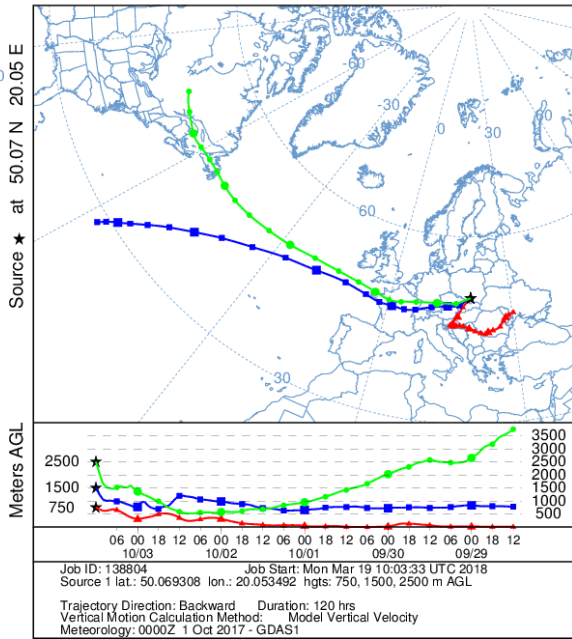 Source ★ at 50.07 N 20.05 E
60
-30
0
30
60
30
Meters AGL
2500
1500
750
3500
3000
2500
2000
1500
1000
500
06 00 18 12 06 00 18 12 06 00 18 12 06 00 18 12 06 00 18 12
10/03 10/02 10/01 09/30 09/29
Job ID: 138804 Job Start: Mon Mar 19 10:03:33 UTC 2018
Source 1 lat.: 50.069308 lon.: 20.053492 hgts: 750, 1500, 2500 m AGL
Trajectory Direction: Backward Duration: 120 hrs
Vertical Motion Calculation Method: Model Vertical Velocity
Meteorology: 0000Z 1 Oct 2017 - GDAS1